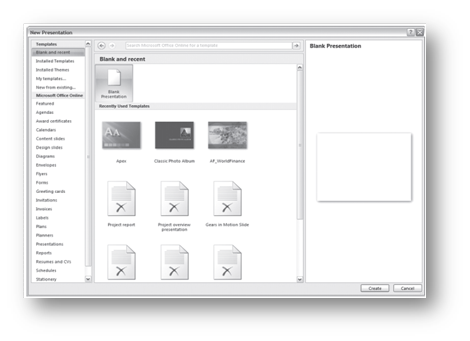 New Presentation
Templates
Blank and recent
Installed Templates
Installed Themes
My templates...
New from existing...
Microsoft Office Online
Featured
Agendas
Award certificates
Calendars
Content slides
Design slides
Diagrams
Envelopes
Flyers
Forms
Greeting cards
Invitations
Invoices
Labels
Plans
Planners
Presentations
Reports
Resumes and CVs
Schedules
Stationery
Search Microsoft Office Online for a template
Blank and recent
Blank
Presentation
Recently Used Templates
Apex
Classic Photo Album
AF_WorldFinance
Project report
Project overview
presentation
Gears in Motion Slide
Blank Presentation
Create
Cancel